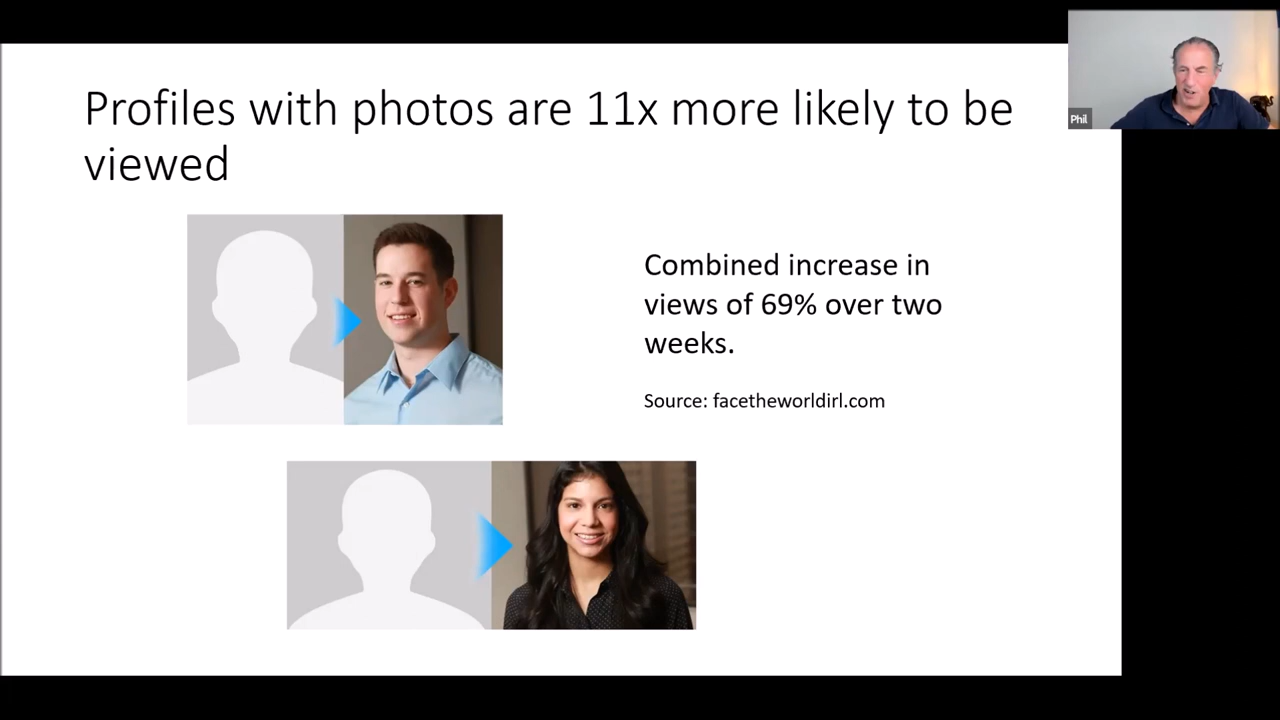 Profiles with photos are 11x more likely to be
viewed
Phil
Combined increase in
views of 69% over two
weeks.
Source: facetheworldirl.com